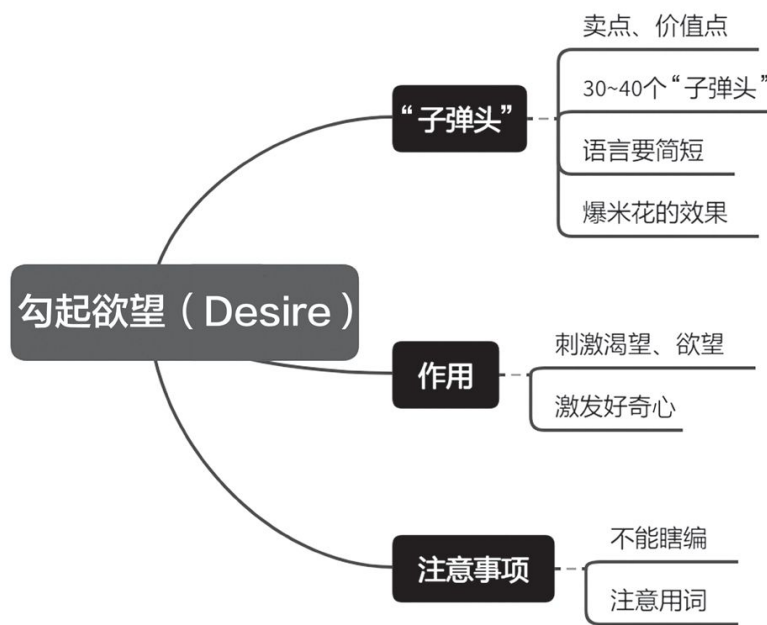 勾起欲望（Desire）
“子弹头”
卖点、价值点
30~40个“子弹头”
语言要简短
爆米花的效果
作用
刺激渴望、欲望
激发好奇心
注意事项
不能瞎编
注意用词